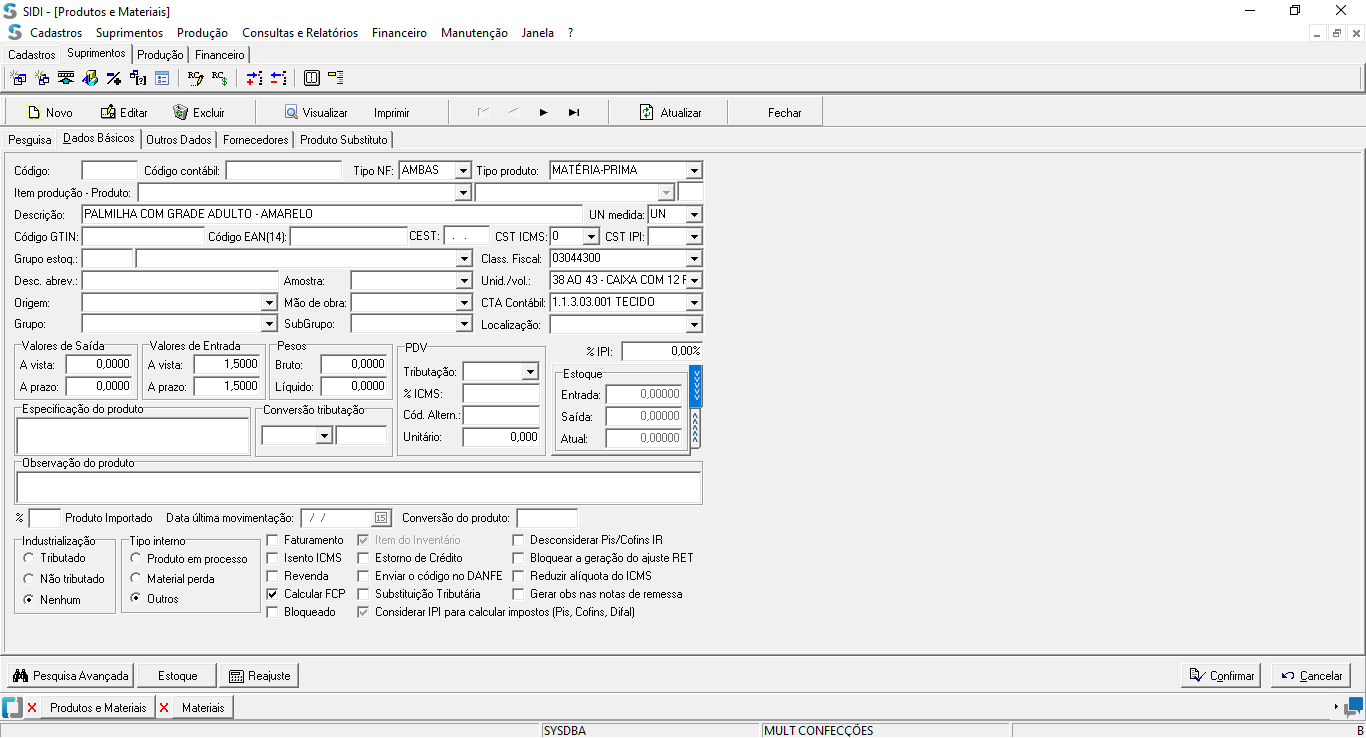 SIDI - [Produtos e Materiais]
Cadastros Suprimentos Produção Consultas e Relatórios Financeiro Manutenção Janela ?
Cadastros Suprimentos Produção Financeiro
Novo Editar Excluir Visualizar Imprimir Atualizar Fechar
Pesquisa Dados Básicos Outros Dados Fornecedores Produto Substituto
Código: Código contábil: Tipo NF: AMBAS Tipo produto: MATÉRIA-PRIMA
Item produção - Produto:
Descrição: PALMILHA COM GRADE ADULTO - AMARELO UN medida: UN
Código GTIN: Código EAN(14): CEST: . . CST ICMS: 0 CST IPI:
Grupo estoq.: Class. Fiscal: 03044300
Desc. abrev.: Amostra: Unid./vol.: 38 AO 43 - CAIXA COM 12 F
Origem: Mão de obra: CTA Contábil: 1.1.3.03.001 TECIDO
Grupo: SubGrupo: Localização:
Valores de Saída Valores de Entrada Pesos PDV % IPI: 0,00%
A vista: 0,0000 A vista: 1,5000 Bruto: 0,0000 Tributação: Estoque
A prazo: 0,0000 A prazo: 1,5000 Líquido: 0,0000 % ICMS: Entrada: 0,00000
Especificação do produto Conversão tributação Cód. Altern.: Saída: 0,00000
Unitário: 0,000 Atual: 0,00000
Observação do produto
% Produto Importado Data última movimentação: / / 15 Conversão do produto:
Industrialização Tipo interno Faturamento Item do Inventário Desconsiderar Pis/Cofins IR
Tributado Produto em processo Isento ICMS Estorno de Crédito Bloquear a geração do ajuste RET
Não tributado Material perda Revenda Enviar o código no DANFE Reduzir alíquota do ICMS
Nenhum Outros Calcular FCP Substituição Tributária Gerar obs nas notas de remessa
Bloqueado Considerar IPI para calcular impostos (Pis, Cofins, Difal)
Pesquisa Avançada Estoque Reajuste Confirmar Cancelar
Produtos e Materiais Materiais
SYSDBA MULT CONFECÇÕES B